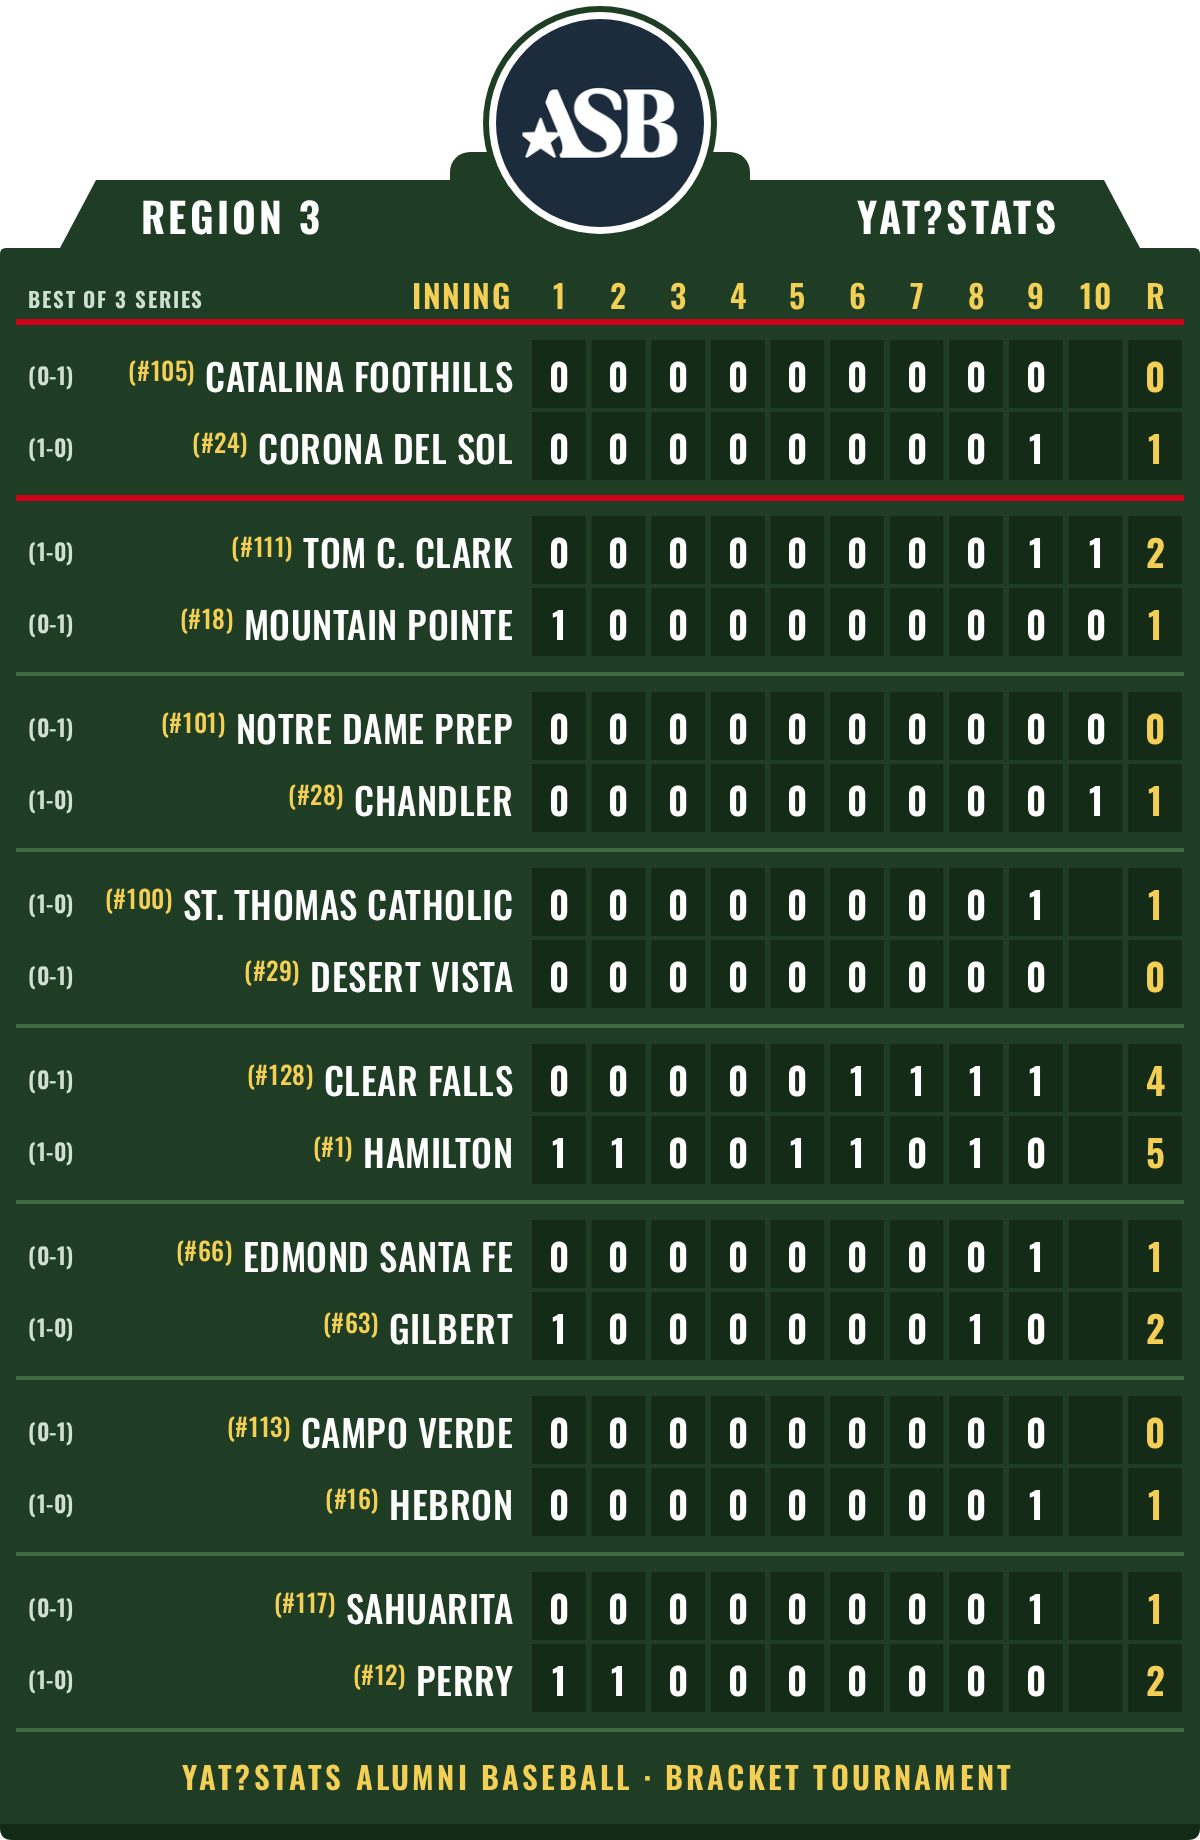 ASB
REGION 3
YAT?STATS
BEST OF 3 SERIES INNING 1 2 3 4 5 6 7 8 9 10 R
(0-1) (#105) CATALINA FOOTHILLS 0 0 0 0 0 0 0 0 0 0
(1-0) (#24) CORONA DEL SOL 0 0 0 0 0 0 0 0 1 1
(1-0) (#111) TOM C. CLARK 0 0 0 0 0 0 0 0 1 1 2
(0-1) (#18) MOUNTAIN POINTE 1 0 0 0 0 0 0 0 0 0 1
(0-1) (#101) NOTRE DAME PREP 0 0 0 0 0 0 0 0 0 0 0
(1-0) (#28) CHANDLER 0 0 0 0 0 0 0 0 0 1 1
(1-0) (#100) ST. THOMAS CATHOLIC 0 0 0 0 0 0 0 0 1 1
(0-1) (#29) DESERT VISTA 0 0 0 0 0 0 0 0 0 0
(0-1) (#128) CLEAR FALLS 0 0 0 0 0 1 1 1 1 4
(1-0) (#1) HAMILTON 1 1 0 0 1 1 0 1 0 5
(0-1) (#66) EDMOND SANTA FE 0 0 0 0 0 0 0 0 1 1
(1-0) (#63) GILBERT 1 0 0 0 0 0 0 1 0 2
(0-1) (#113) CAMPO VERDE 0 0 0 0 0 0 0 0 0 0
(1-0) (#16) HEBRON 0 0 0 0 0 0 0 0 1 1
(0-1) (#117) SAHUARITA 0 0 0 0 0 0 0 0 1 1
(1-0) (#12) PERRY 1 1 0 0 0 0 0 0 0 2
YAT?STATS ALUMNI BASEBALL · BRACKET TOURNAMENT